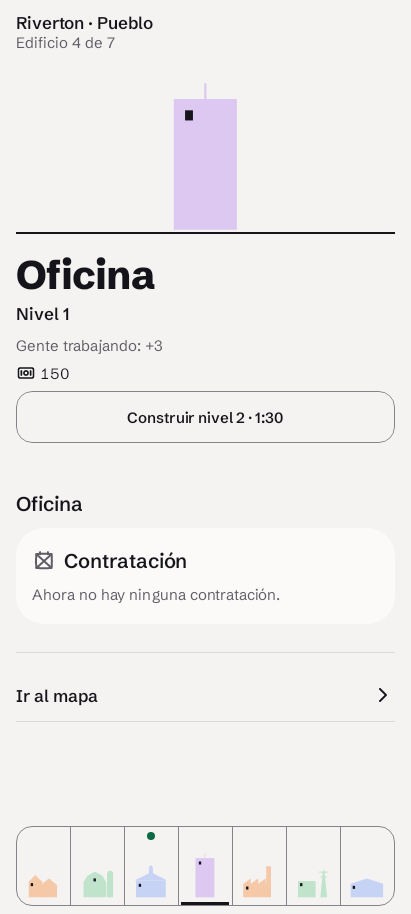 Riverton · Pueblo
Edificio 4 de 7
Oficina
Nivel 1
Gente trabajando: +3
150
Construir nivel 2 · 1:30
Oficina
Contratación
Ahora no hay ninguna contratación.
Ir al mapa